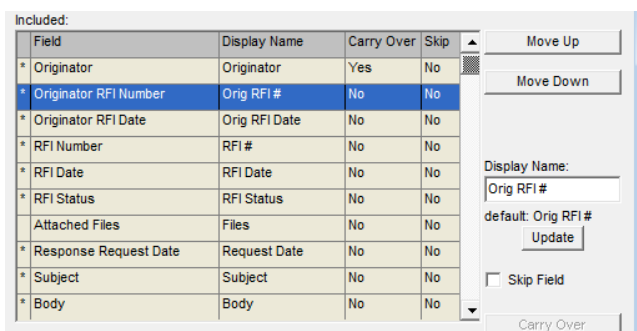 Included:
Field Display Name Carry Over Skip
* Originator Originator Yes No
* Originator RFI Number Orig RFI # No No
* Originator RFI Date Orig RFI Date No No
* RFI Number RFI # No No
* RFI Date RFI Date No No
* RFI Status RFI Status No No
Attached Files Files No No
* Response Request Date Request Date No No
* Subject Subject No No
* Body Body No No
Move Up
Move Down
Display Name:
Orig RFI #
default: Orig RFI #
Update
Skip Field
Carry Over